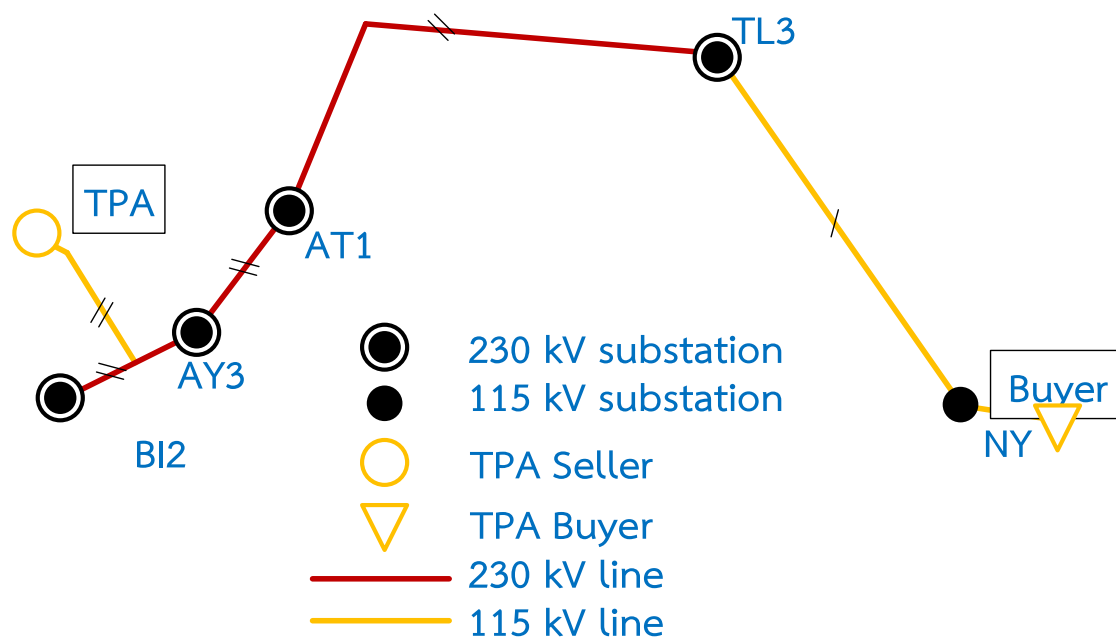 TL3
TPA
AT1
AY3
BI2
Buyer
NY
230 kV substation
115 kV substation
TPA Seller
TPA Buyer
230 kV line
115 kV line